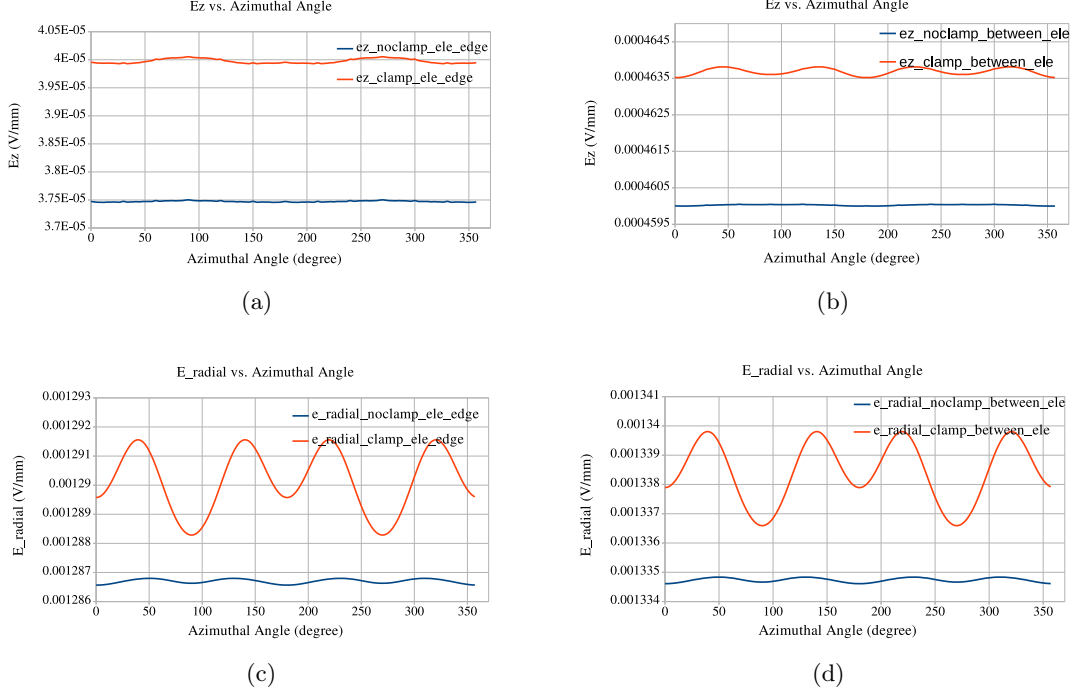 Ez vs. Azimuthal Angle
4.05E-05
4E-05
3.95E-05
3.9E-05
3.85E-05
3.8E-05
3.75E-05
3.7E-05
Ez (V/mm)
ez_noclamp_ele_edge
ez_clamp_ele_edge
0 50 100 150 200 250 300 350
Azimuthal Angle (degree)
(a)
Ez vs. Azimuthal Angle
0.0004645
0.0004635
0.0004625
0.0004615
0.0004605
0.0004595
Ez (V/mm)
ez_noclamp_between_ele
ez_clamp_between_ele
0 50 100 150 200 250 300 350
Azimuthal Angle (degree)
(b)
E_radial vs. Azimuthal Angle
0.001293
0.001292
0.001291
0.00129
0.001289
0.001288
0.001287
0.001286
E_radial (V/mm)
e_radial_noclamp_ele_edge
e_radial_clamp_ele_edge
0 50 100 150 200 250 300 350
Azimuthal Angle (degree)
(c)
E_radial vs. Azimuthal Angle
0.001341
0.00134
0.001339
0.001338
0.001337
0.001336
0.001335
0.001334
E_radial (V/mm)
e_radial_noclamp_between_ele
e_radial_clamp_between_ele
0 50 100 150 200 250 300 350
Azimuthal Angle (degree)
(d)